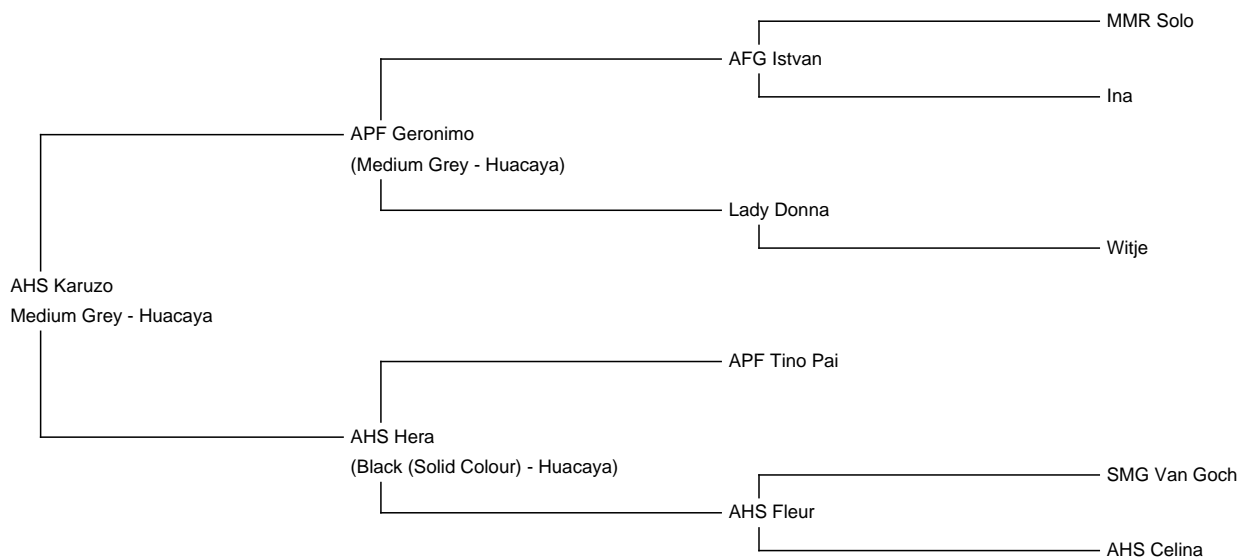 MMR Solo
AFG Istvan
Ina
APF Geronimo
(Medium Grey - Huacaya)
Lady Donna
Witje
AHS Karuzo
Medium Grey - Huacaya
APF Tino Pai
AHS Hera
(Black (Solid Colour) - Huacaya)
SMG Van Goch
AHS Fleur
AHS Celina